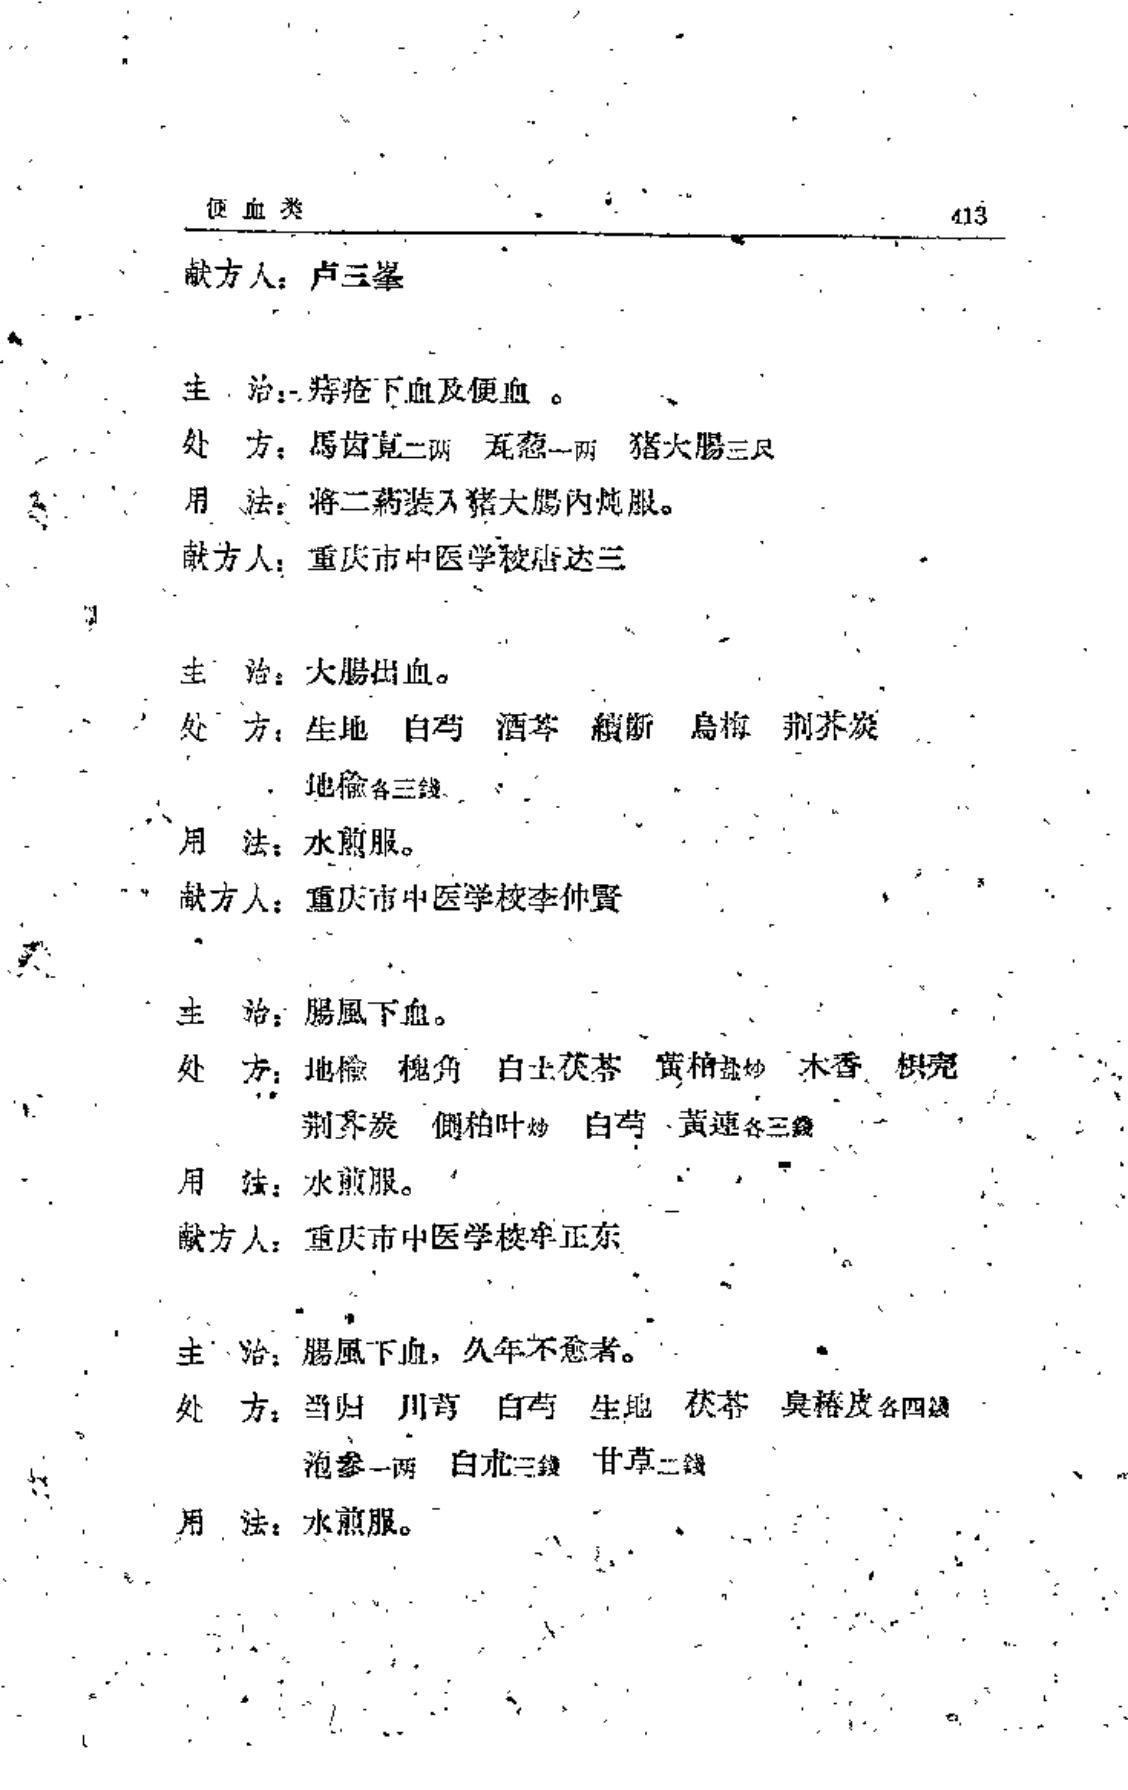 便血类 413
献方人：卢三峯
主　治：痔疮下血及便血。
处　方：馬齿莧二两　瓦葱一两　猪大腸三尺
用　法：将二药装入猪大腸內炖服。
献方人：重庆市中医学校唐达三
主　治：大腸出血。
处　方：生地　白芍　酒芩　續断　烏梅　荆芥炭
地楡各三錢
用　法：水煎服。
献方人：重庆市中医学校李仲賢
主　治：腸風下血。
处　方：地楡　槐角　白土茯苓　黃柏盐炒　木香　枳壳
荆芥炭　侧柏叶炒　白芍　黃連各三錢
用　法：水煎服。
献方人：重庆市中医学校牟正东
主　治：腸風下血，久年不愈者。
处　方：当归　川芎　白芍　生地　茯苓　臭椿皮各四錢
泡參一两　白朮三錢　甘草二錢
用　法：水煎服。